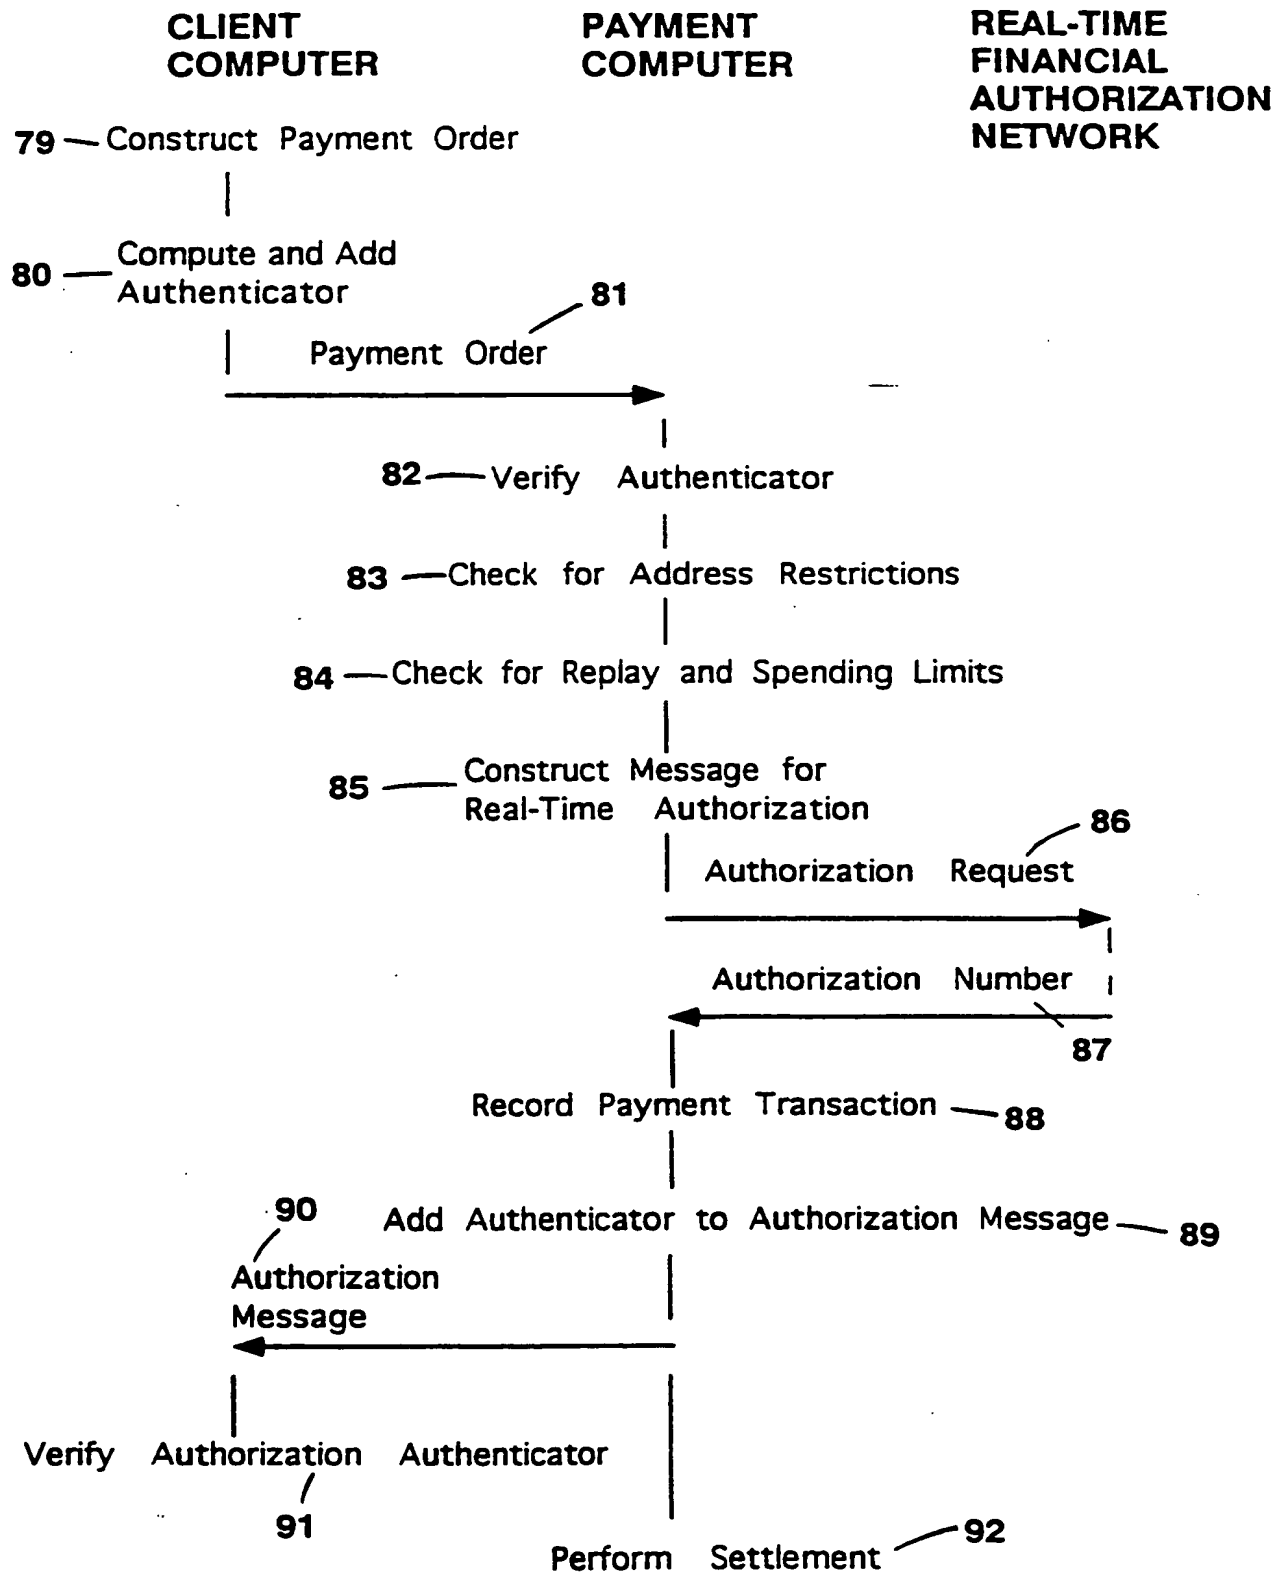 CLIENT
COMPUTER
PAYMENT
COMPUTER
REAL-TIME
FINANCIAL
AUTHORIZATION
NETWORK
79 Construct Payment Order
80 Compute and Add
Authenticator
81
Payment Order
82 Verify Authenticator
83 Check for Address Restrictions
84 Check for Replay and Spending Limits
85 Construct Message for
Real-Time Authorization
86
Authorization Request
Authorization Number
87
Record Payment Transaction 88
90
Add Authenticator to Authorization Message 89
Authorization
Message
Verify Authorization Authenticator
91
92
Perform Settlement